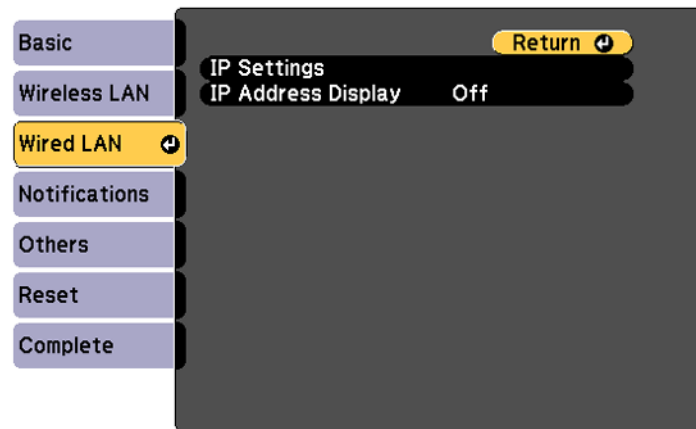 Basic
Wireless LAN
Wired LAN
Notifications
Others
Reset
Complete
Return
IP Settings
IP Address Display Off